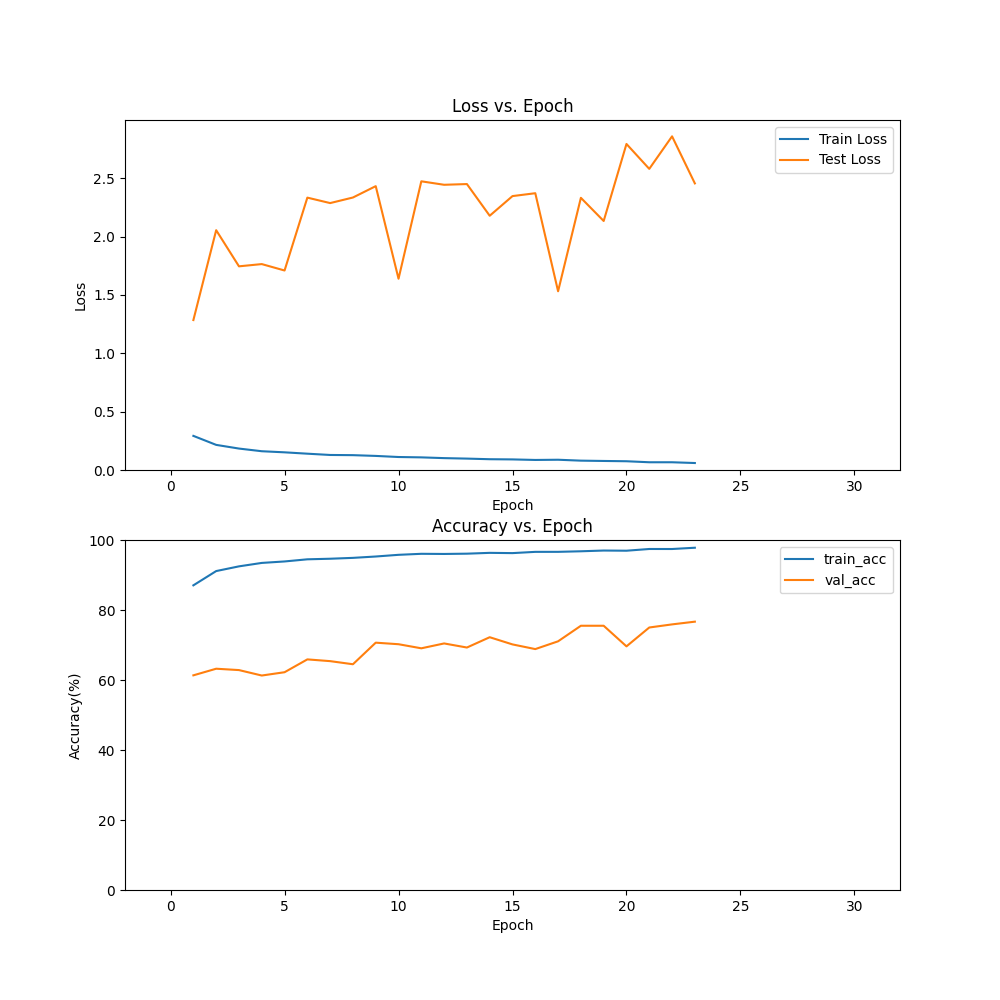 Loss vs. Epoch
Train Loss
Test Loss
2.5
2.0
1.5
1.0
0.5
0.0
Loss
0 5 10 15 20 25 30
Epoch
Accuracy vs. Epoch
train_acc
val_acc
100
80
60
40
20
0
Accuracy(%)
0 5 10 15 20 25 30
Epoch